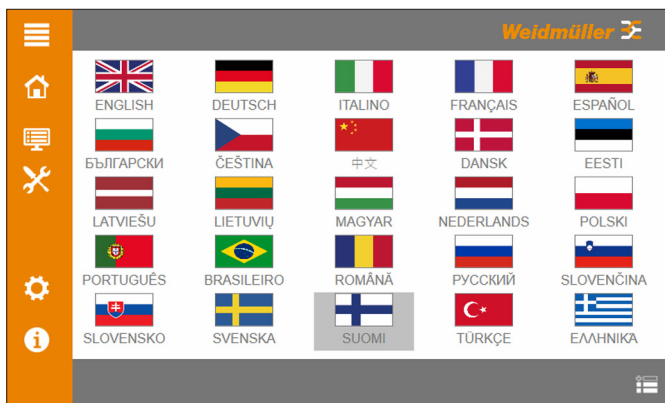 Weidmüller
ENGLISH DEUTSCH ITALINO FRANÇAIS ESPAÑOL
БЪЛГАРСКИ ČEŠTINA 中文 DANSK EESTI
LATVIEŠU LIETUVIŲ MAGYAR NEDERLANDS POLSKI
PORTUGUÊS BRASILEIRO ROMÂNĂ РУССКИЙ SLOVENČINA
SLOVENSKO SVENSKA SUOMI TÜRKÇE ΕΛΛΗΝΙΚΆ